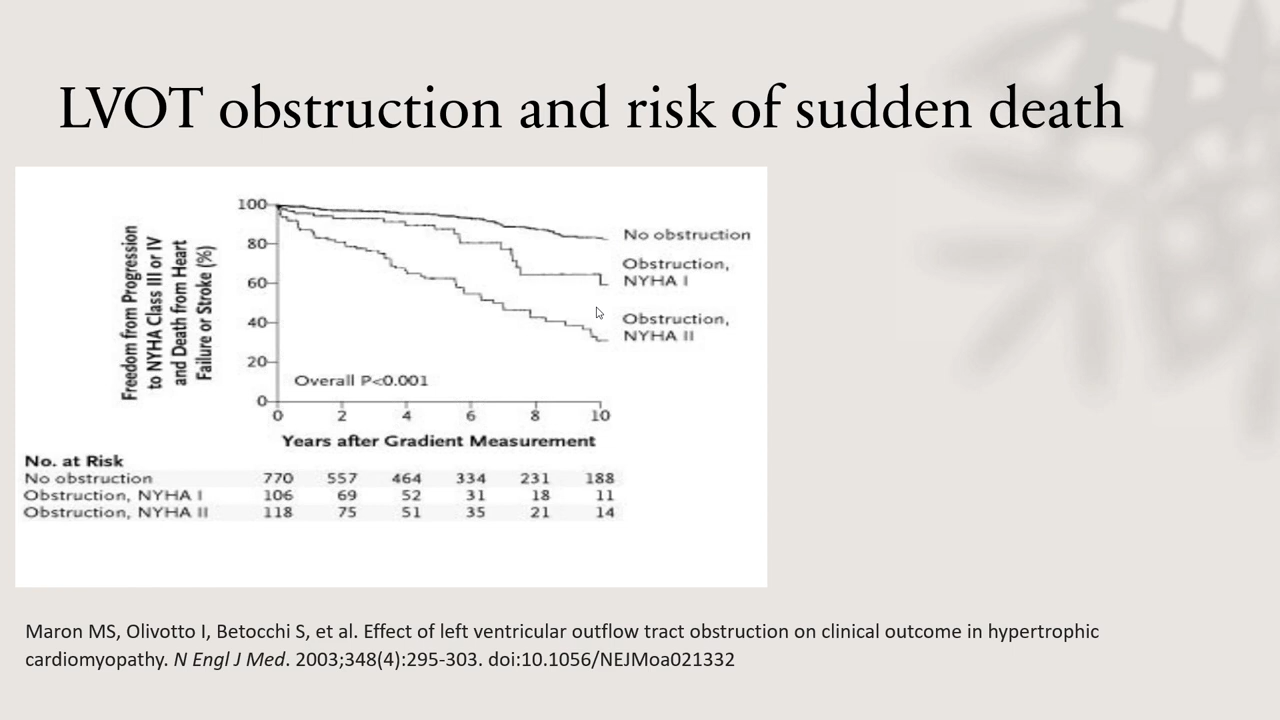 LVOT obstruction and risk of sudden death
Freedom from Progression
to NYHA Class III or IV
and Death from Heart
Failure or Stroke (%)
100
80
60
40
20
0
No obstruction
Obstruction,
NYHA I
Obstruction,
NYHA II
Overall P<0.001
0 2 4 6 8 10
Years after Gradient Measurement
No. at Risk
No obstruction 770 557 464 334 231 188
Obstruction, NYHA I 106 69 52 31 18 11
Obstruction, NYHA II 118 75 51 35 21 14
Maron MS, Olivotto I, Betocchi S, et al. Effect of left ventricular outflow tract obstruction on clinical outcome in hypertrophic
cardiomyopathy. N Engl J Med. 2003;348(4):295-303. doi:10.1056/NEJMoa021332